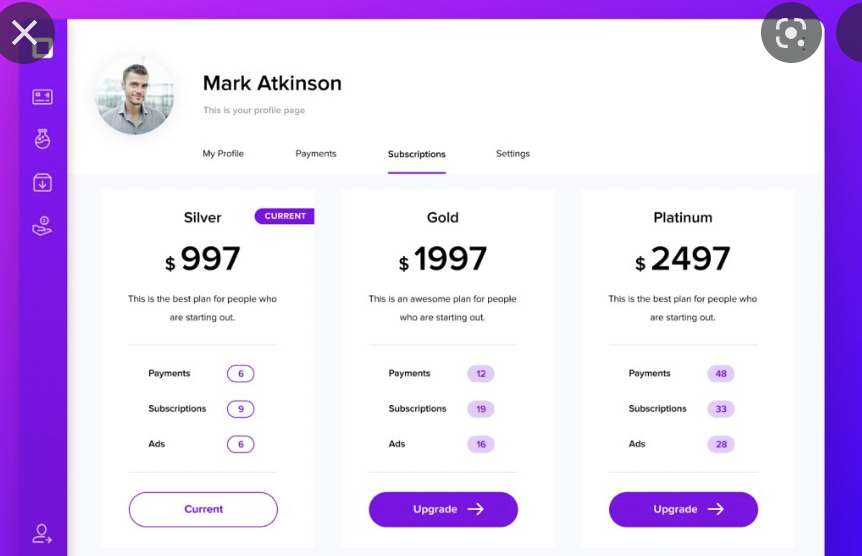 Mark Atkinson
This is your profile page
My Profile Payments Subscriptions Settings
Silver CURRENT
$ 997
This is the best plan for people who
are starting out.
Payments 6
Subscriptions 9
Ads 6
Current
Gold
$ 1997
This is an awesome plan for people
who are starting out.
Payments 12
Subscriptions 19
Ads 16
Upgrade →
Platinum
$ 2497
This is the best plan for people who
are starting out.
Payments 48
Subscriptions 33
Ads 28
Upgrade →